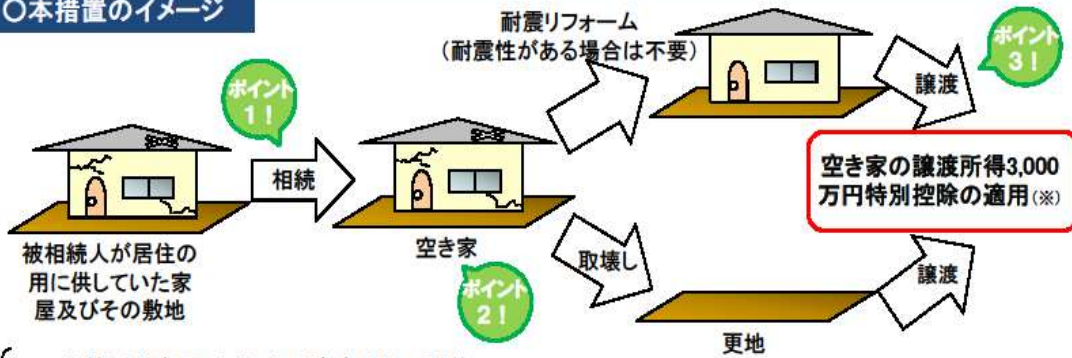 〇本措置のイメージ
耐震リフォーム
(耐震性がある場合は不要)
ポイント
1!
相続
被相続人が居住の
用に供していた家
屋及びその敷地
空き家
ポイント
2!
取壊し
更地
譲渡
ポイント
3!
空き家の譲渡所得3,000
万円特別控除の適用(※)
譲渡